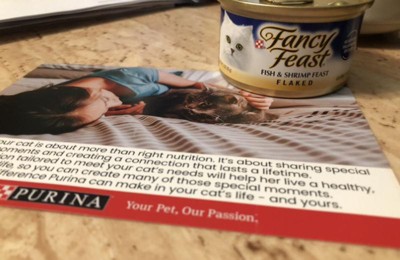 Fancy
Feast
FISH & SHRIMP FEAST
FLAKED
our cat is about more than right nutrition. It's about sharing special
oments and creating a connection that lasts a lifetime.
on tailored to meet your cat's needs will help her live a healthy,
life, so you can create many of those special moments.
fference Purina can make in your cat's life – and yours.
PURINA
Your Pet, Our Passion.